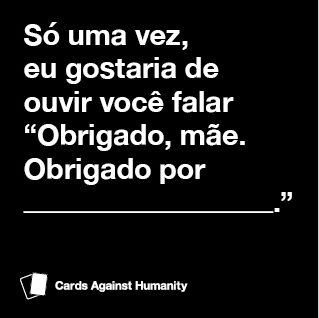 Só uma vez,
eu gostaria de
ouvir você falar
“Obrigado, mãe.
Obrigado por
_________________.”
Cards Against Humanity